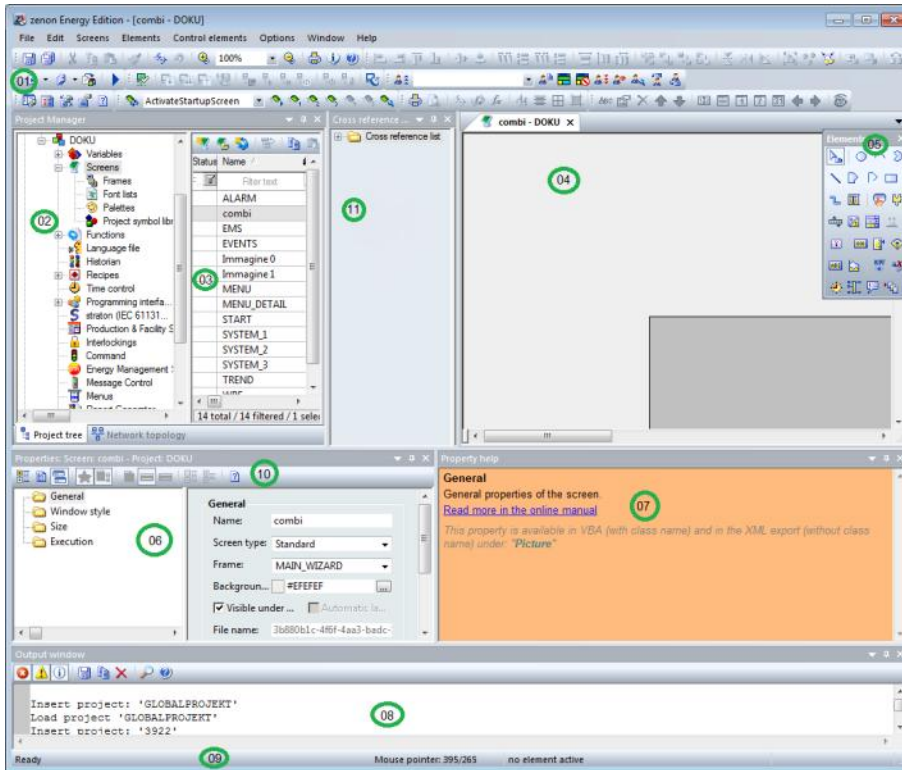 zenon Energy Edition - [combi - DOKU]
File Edit Screens Elements Control elements Options Window Help
100%
01
ActivateStartupScreen
Project Manager
DOKU
Variables
Screens
Frames
Font lists
Palettes
Project symbol libr
02
Functions
Language file
Historian
Recipes
Time control
Programming interfa...
straton (IEC 61131...
Production & Facility S
Interlockings
Command
Energy Management
Message Control
Menus
Project tree
Network topology
Status Name
Filter text
ALARM
combi
EMS
EVENTS
Immagine 0
03
Immagine 1
MENU
MENU_DETAIL
START
SYSTEM_1
SYSTEM_2
SYSTEM_3
TREND
14 total / 14 filtered / 1 selec
Cross reference ...
Cross reference list
11
combi - DOKU
04
Elements
05
Properties: Screen: combi - Project: DOKU
10
General
Window style
Size
Execution
06
General
Name: combi
Screen type: Standard
Frame: MAIN_WIZARD
Backgroun... #EFEFEF ...
Visible under ... Automatic la...
File name: 3b880b1c-4f6f-4aa3-badc-
Property help
General
General properties of the screen.
Read more in the online manual
07
This property is available in VBA (with class name) and in the XML export (without class
name) under: "Picture"
Output window
Insert project: 'GLOBALPROJEKT'
Load project 'GLOBALPROJEKT'
Insert project: '3922'
08
Ready
09
Mouse pointer: 395/265
no element active